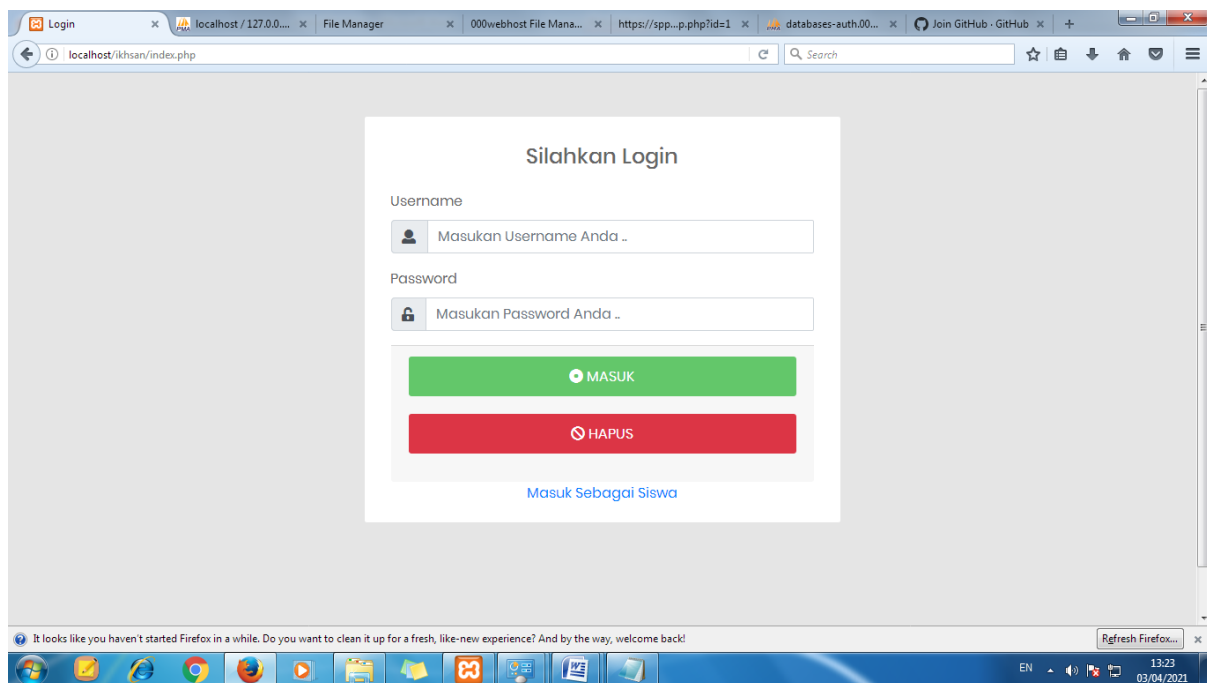 Login
localhost / 127.0.0....
File Manager
000webhost File Mana...
https://spp...p.php?id=1
databases-auth.00...
Join GitHub · GitHub
localhost/ikhsan/index.php
Search
Silahkan Login
Username
Masukan Username Anda ..
Password
Masukan Password Anda ..
MASUK
HAPUS
Masuk Sebagai Siswa
It looks like you haven't started Firefox in a while. Do you want to clean it up for a fresh, like-new experience? And by the way, welcome back!
Refresh Firefox...
EN
13:23
03/04/2021